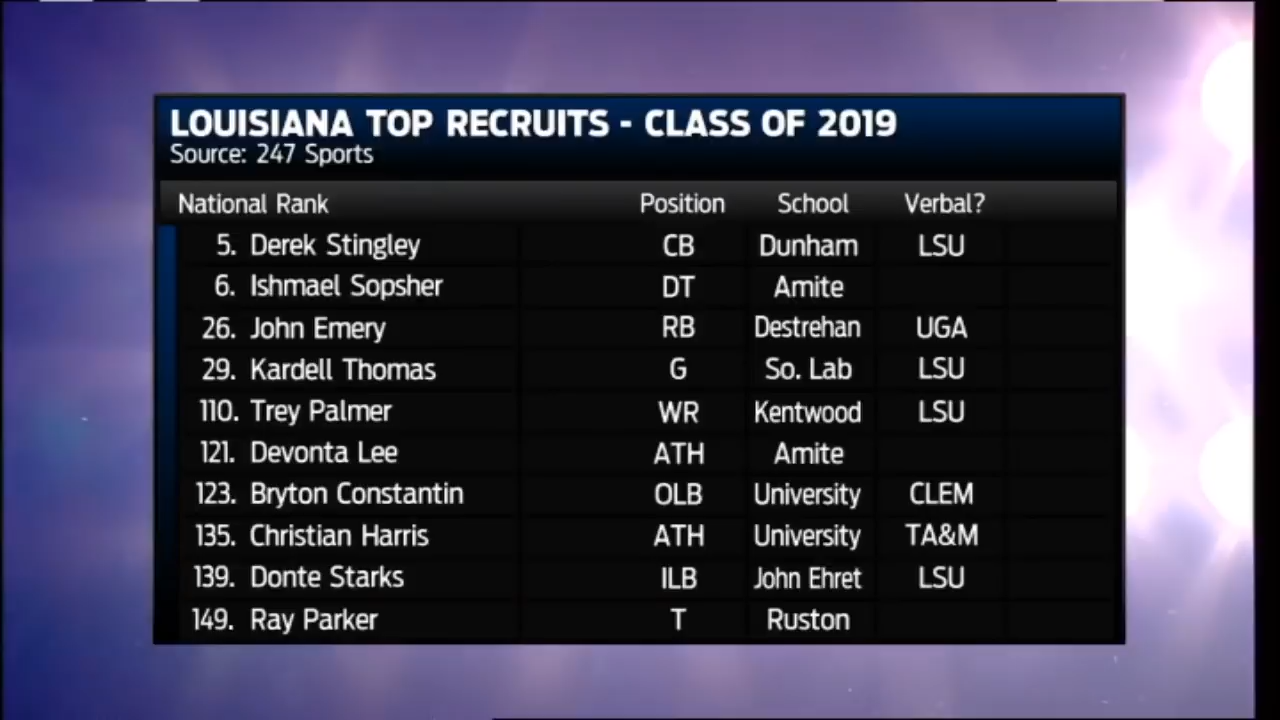 LOUISIANA TOP RECRUITS - CLASS OF 2019
Source: 247 Sports
National Rank Position School Verbal?
5. Derek Stingley CB Dunham LSU
6. Ishmael Sopsher DT Amite
26. John Emery RB Destrehan UGA
29. Kardell Thomas G So. Lab LSU
110. Trey Palmer WR Kentwood LSU
121. Devonta Lee ATH Amite
123. Bryton Constantin OLB University CLEM
135. Christian Harris ATH University TA&M
139. Donte Starks ILB John Ehret LSU
149. Ray Parker T Ruston